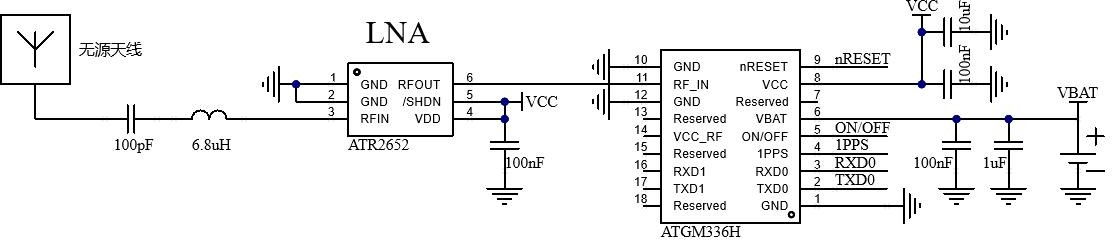 VCC
10uF
LNA
无源天线
10 GND nRESET 9 nRESET
100nF
1 GND RFOUT 6
11 RF_IN VCC 8
2 GND /SHDN 5 VCC
12 GND Reserved 7
VBAT
3 RFIN VDD 4
13 Reserved VBAT 6
100pF
6.8uH
ATR2652
14 VCC_RF ON/OFF 5 ON/OFF
15 Reserved 1PPS 4 1PPS
100nF
100nF
1uF
16 RXD1 RXD0 3 RXD0
17 TXD1 TXD0 2 TXD0
18 Reserved GND 1
ATGM336H